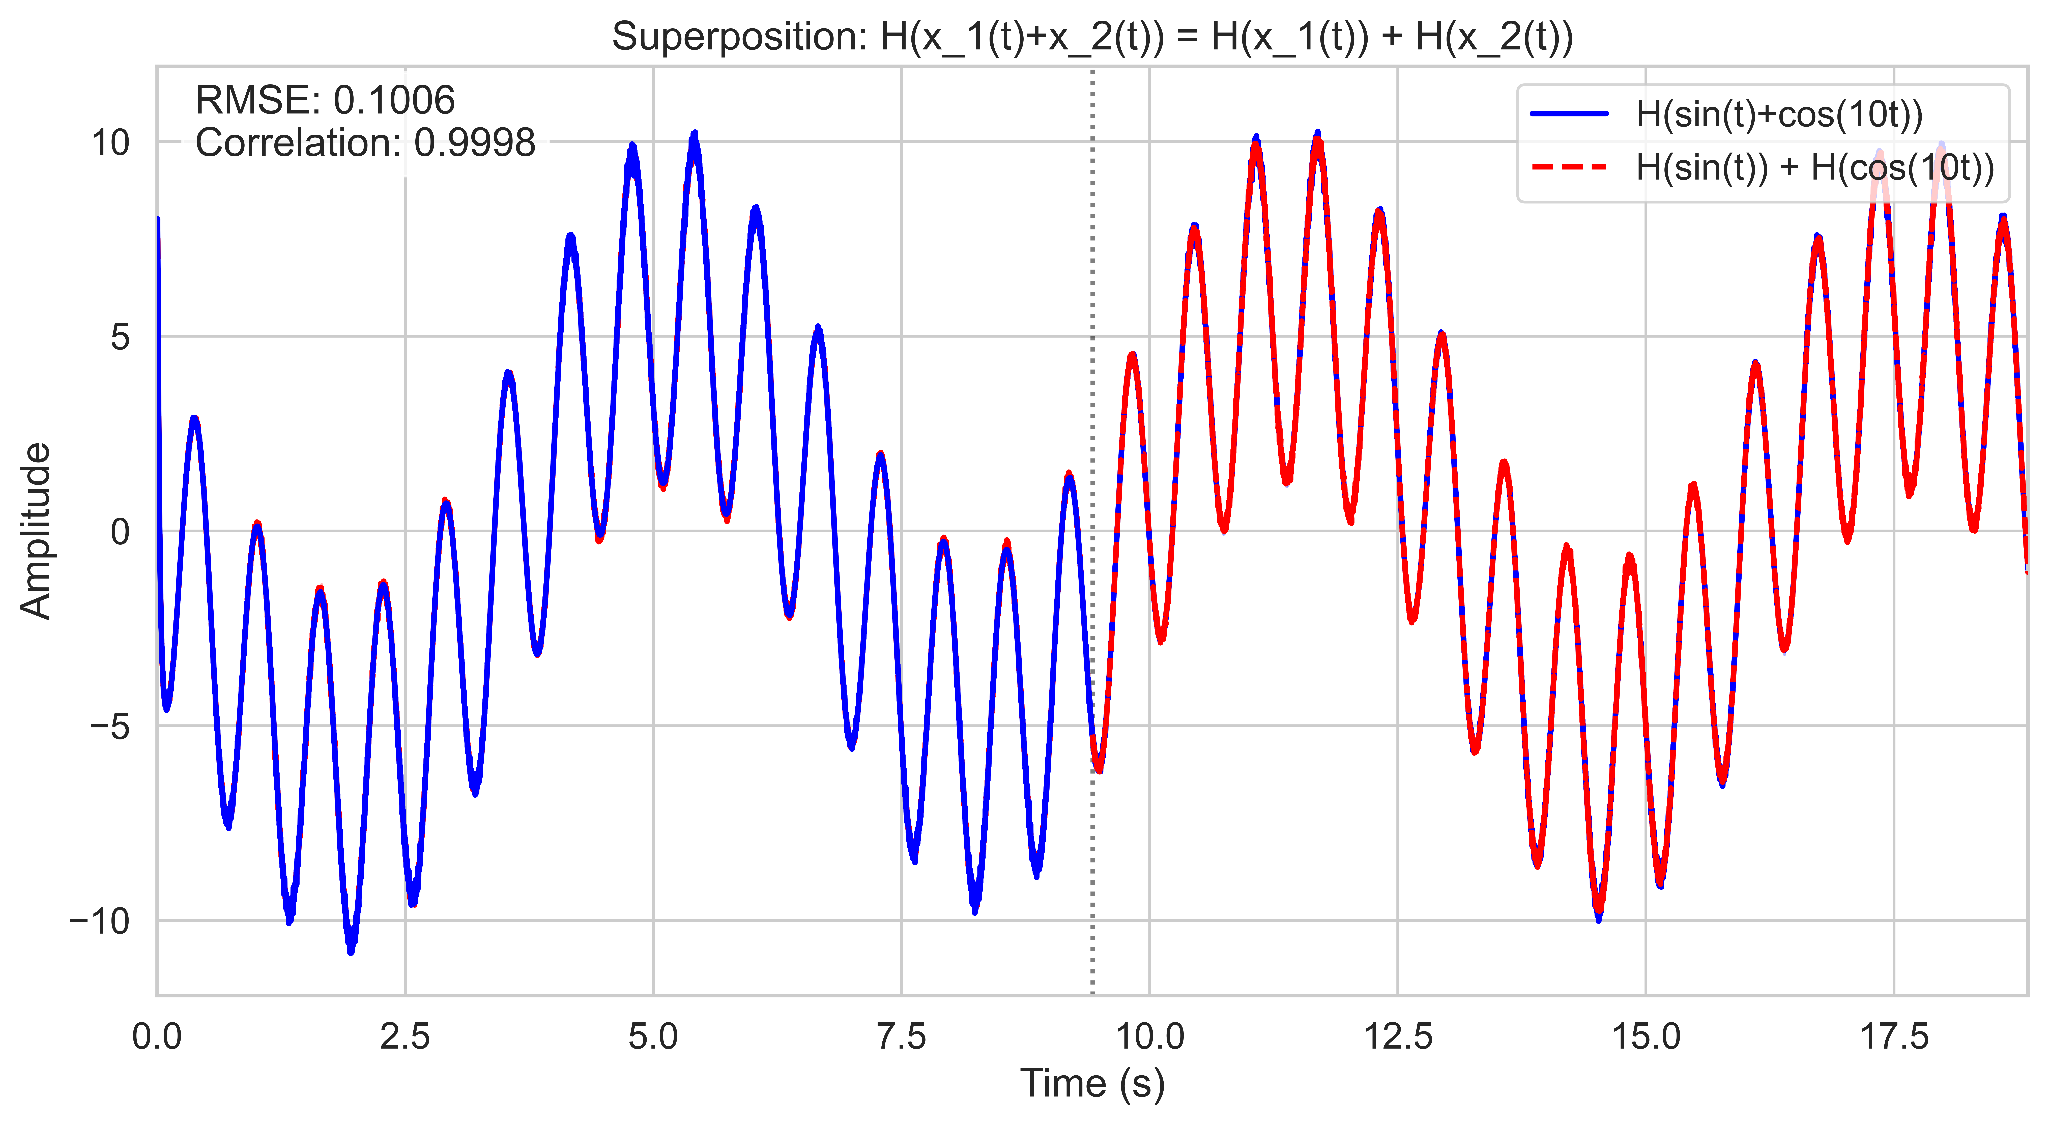 Superposition: H(x_1(t)+x_2(t)) = H(x_1(t)) + H(x_2(t))
RMSE: 0.1006
Correlation: 0.9998
H(sin(t)+cos(10t))
H(sin(t)) + H(cos(10t))
Amplitude
10
5
0
−5
−10
0.0 2.5 5.0 7.5 10.0 12.5 15.0 17.5
Time (s)